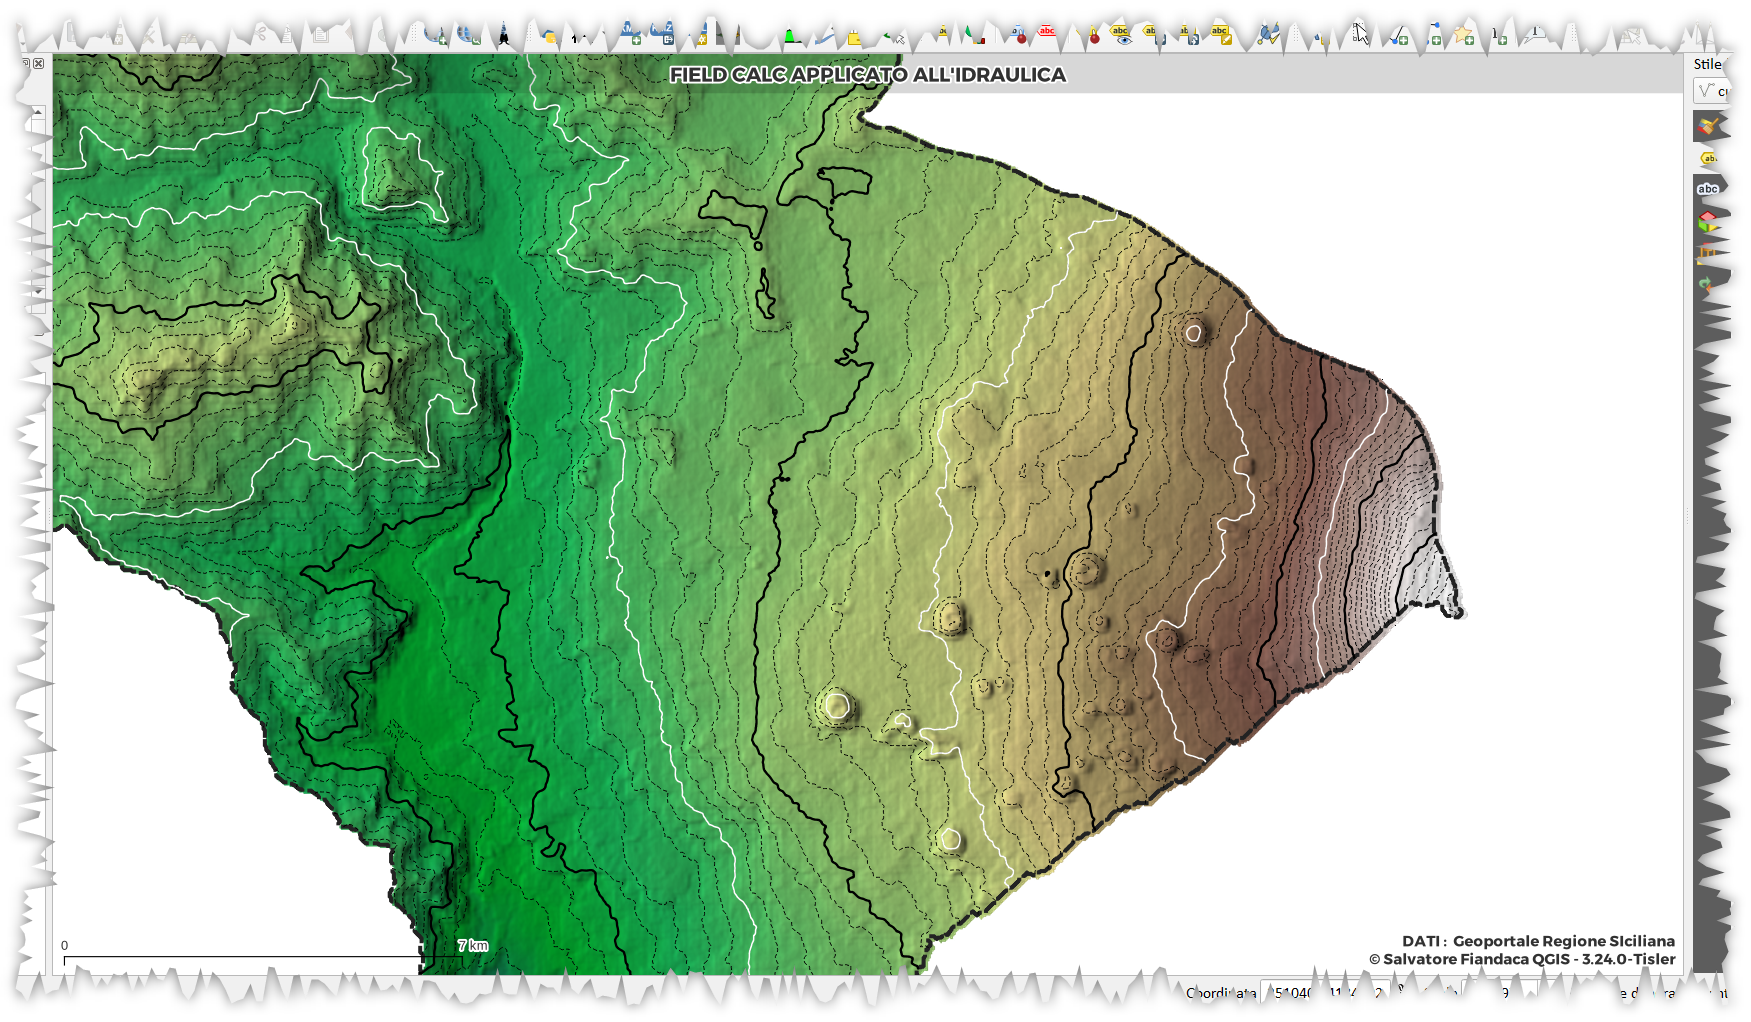 FIELD CALC APPLICATO ALL'IDRAULICA
Stile
abc
0
7 km
DATI : Geoportale Regione SIciliana
© Salvatore Fiandaca QGIS - 3.24.0-Tisler
Coordinata